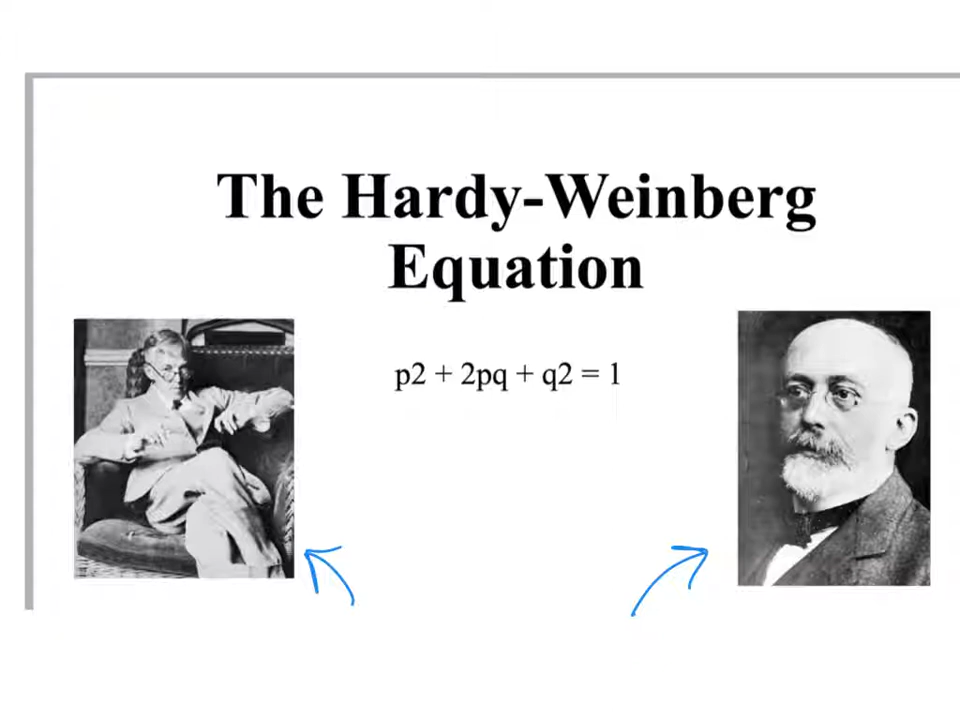 The Hardy-Weinberg
Equation
p2 + 2pq + q2 = 1